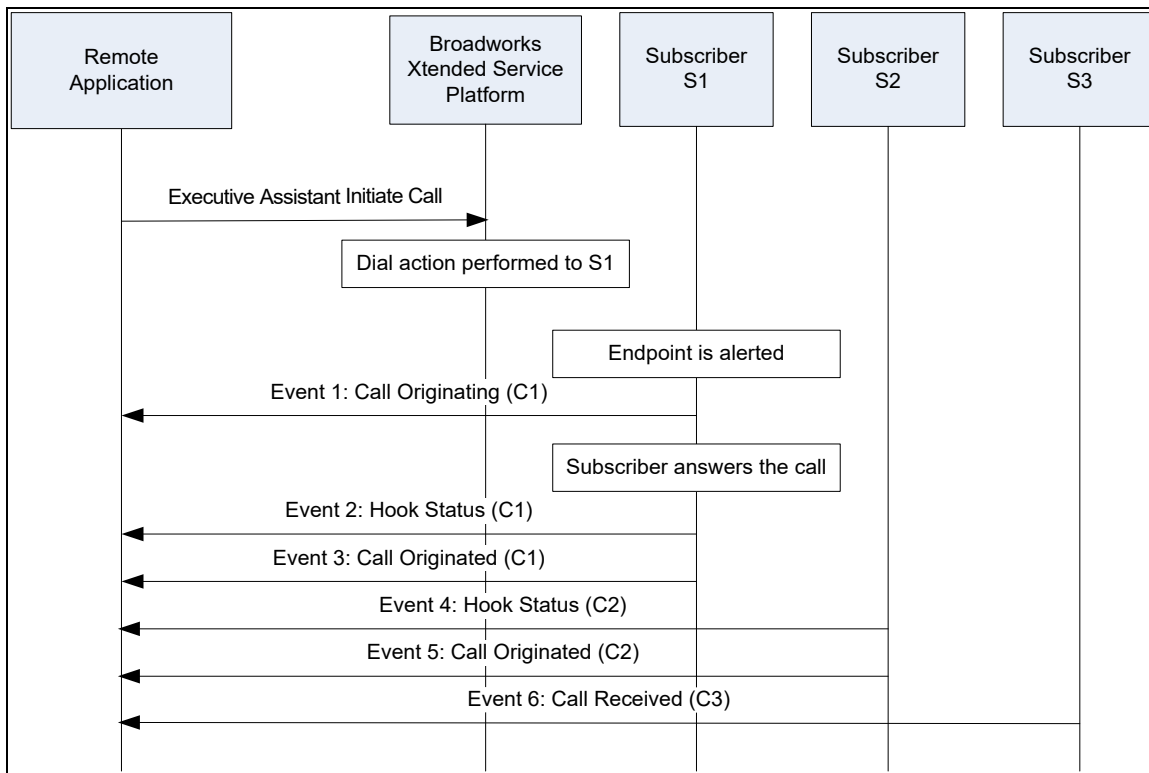 Remote
Application
Broadworks
Xtended Service
Platform
Subscriber
S1
Subscriber
S2
Subscriber
S3
Executive Assistant Initiate Call
Dial action performed to S1
Endpoint is alerted
Event 1: Call Originating (C1)
Subscriber answers the call
Event 2: Hook Status (C1)
Event 3: Call Originated (C1)
Event 4: Hook Status (C2)
Event 5: Call Originated (C2)
Event 6: Call Received (C3)